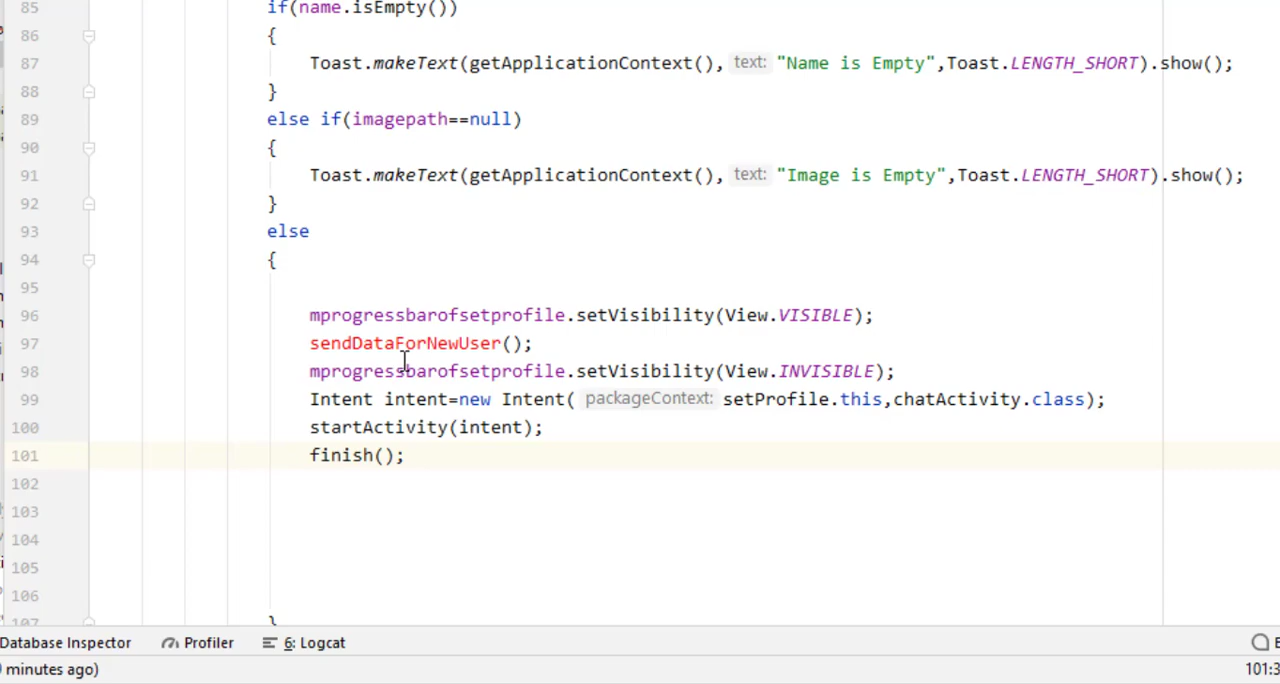 85 if(name.isEmpty())
86 {
87 Toast.makeText(getApplicationContext(), text: "Name is Empty",Toast.LENGTH_SHORT).show();
88 }
89 else if(imagepath==null)
90 {
91 Toast.makeText(getApplicationContext(), text: "Image is Empty",Toast.LENGTH_SHORT).show();
92 }
93 else
94 {
95
96 mprogressbarofsetprofile.setVisibility(View.VISIBLE);
97 sendDataForNewUser();
98 mprogressbarofsetprofile.setVisibility(View.INVISIBLE);
99 Intent intent=new Intent( packageContext: setProfile.this,chatActivity.class);
100 startActivity(intent);
101 finish();
102
103
104
105
106
107 }
Database Inspector Profiler 6: Logcat
minutes ago) 101:3